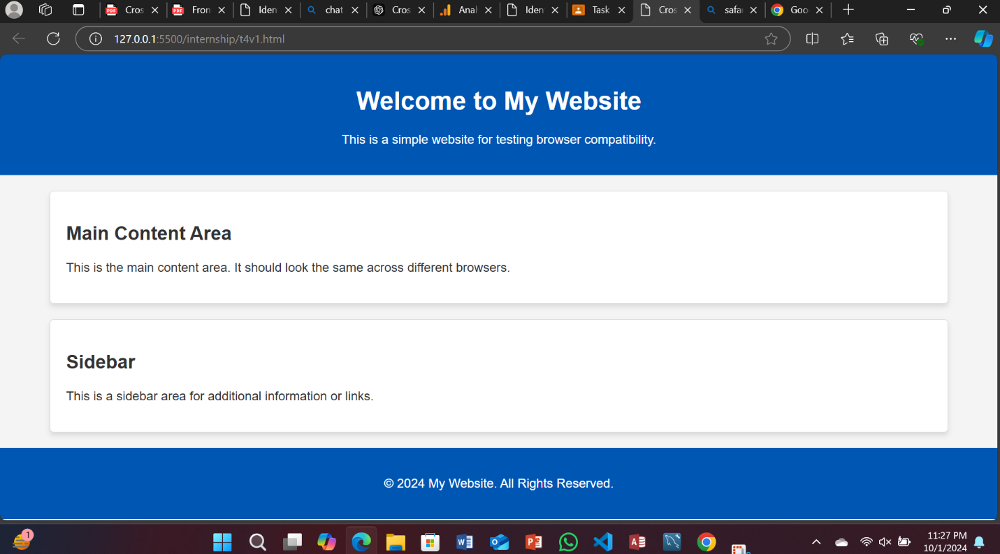 Cros
Fron
Iden
chat
Cros
Anal
Iden
Task
Cros
safa
Goo
127.0.0.1:5500/internship/t4v1.html
Welcome to My Website
This is a simple website for testing browser compatibility.
Main Content Area
This is the main content area. It should look the same across different browsers.
Sidebar
This is a sidebar area for additional information or links.
© 2024 My Website. All Rights Reserved.
1
11:27 PM
10/1/2024